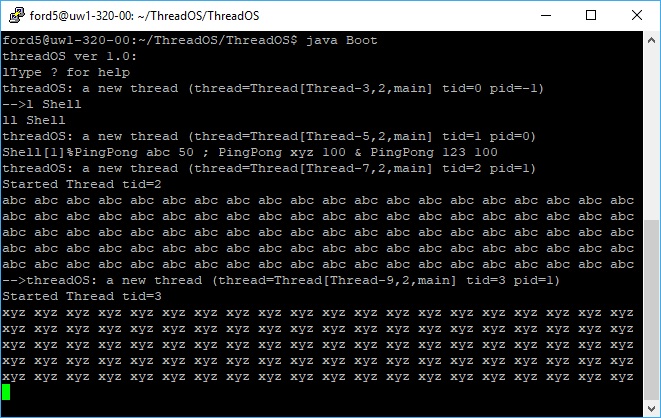 ford5@uw1-320-00: ~/ThreadOS/ThreadOS
ford5@uw1-320-00:~/ThreadOS/ThreadOS$ java Boot
threadOS ver 1.0:
lType ? for help
threadOS: a new thread (thread=Thread[Thread-3,2,main] tid=0 pid=-1)
-->l Shell
ll Shell
threadOS: a new thread (thread=Thread[Thread-5,2,main] tid=1 pid=0)
Shell[1]%PingPong abc 50 ; PingPong xyz 100 & PingPong 123 100
threadOS: a new thread (thread=Thread[Thread-7,2,main] tid=2 pid=1)
Started Thread tid=2
abc abc abc abc abc abc abc abc abc abc abc abc abc abc abc abc abc abc abc abc
abc abc abc abc abc abc abc abc abc abc abc abc abc abc abc abc abc abc abc abc
abc abc abc abc abc abc abc abc abc abc abc abc abc abc abc abc abc abc abc abc
abc abc abc abc abc abc abc abc abc abc abc abc abc abc abc abc abc abc abc abc
abc abc abc abc abc abc abc abc abc abc abc abc abc abc abc abc abc abc abc abc
-->threadOS: a new thread (thread=Thread[Thread-9,2,main] tid=3 pid=1)
Started Thread tid=3
xyz xyz xyz xyz xyz xyz xyz xyz xyz xyz xyz xyz xyz xyz xyz xyz xyz xyz xyz xyz
xyz xyz xyz xyz xyz xyz xyz xyz xyz xyz xyz xyz xyz xyz xyz xyz xyz xyz xyz xyz
xyz xyz xyz xyz xyz xyz xyz xyz xyz xyz xyz xyz xyz xyz xyz xyz xyz xyz xyz xyz
xyz xyz xyz xyz xyz xyz xyz xyz xyz xyz xyz xyz xyz xyz xyz xyz xyz xyz xyz xyz
xyz xyz xyz xyz xyz xyz xyz xyz xyz xyz xyz xyz xyz xyz xyz xyz xyz xyz xyz xyz